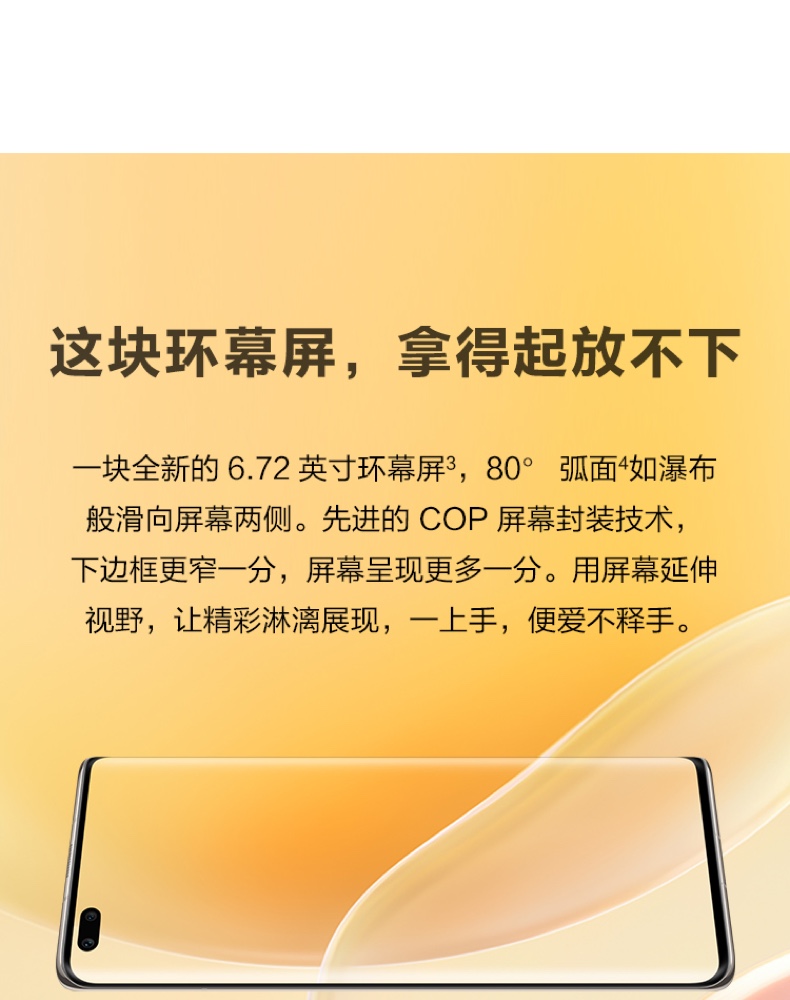 这块环幕屏，拿得起放不下
一块全新的 6.72 英寸环幕屏³，80° 弧面⁴如瀑布
般滑向屏幕两侧。先进的 COP 屏幕封装技术，
下边框更窄一分，屏幕呈现更多一分。用屏幕延伸
视野，让精彩淋漓展现，一上手，便爱不释手。